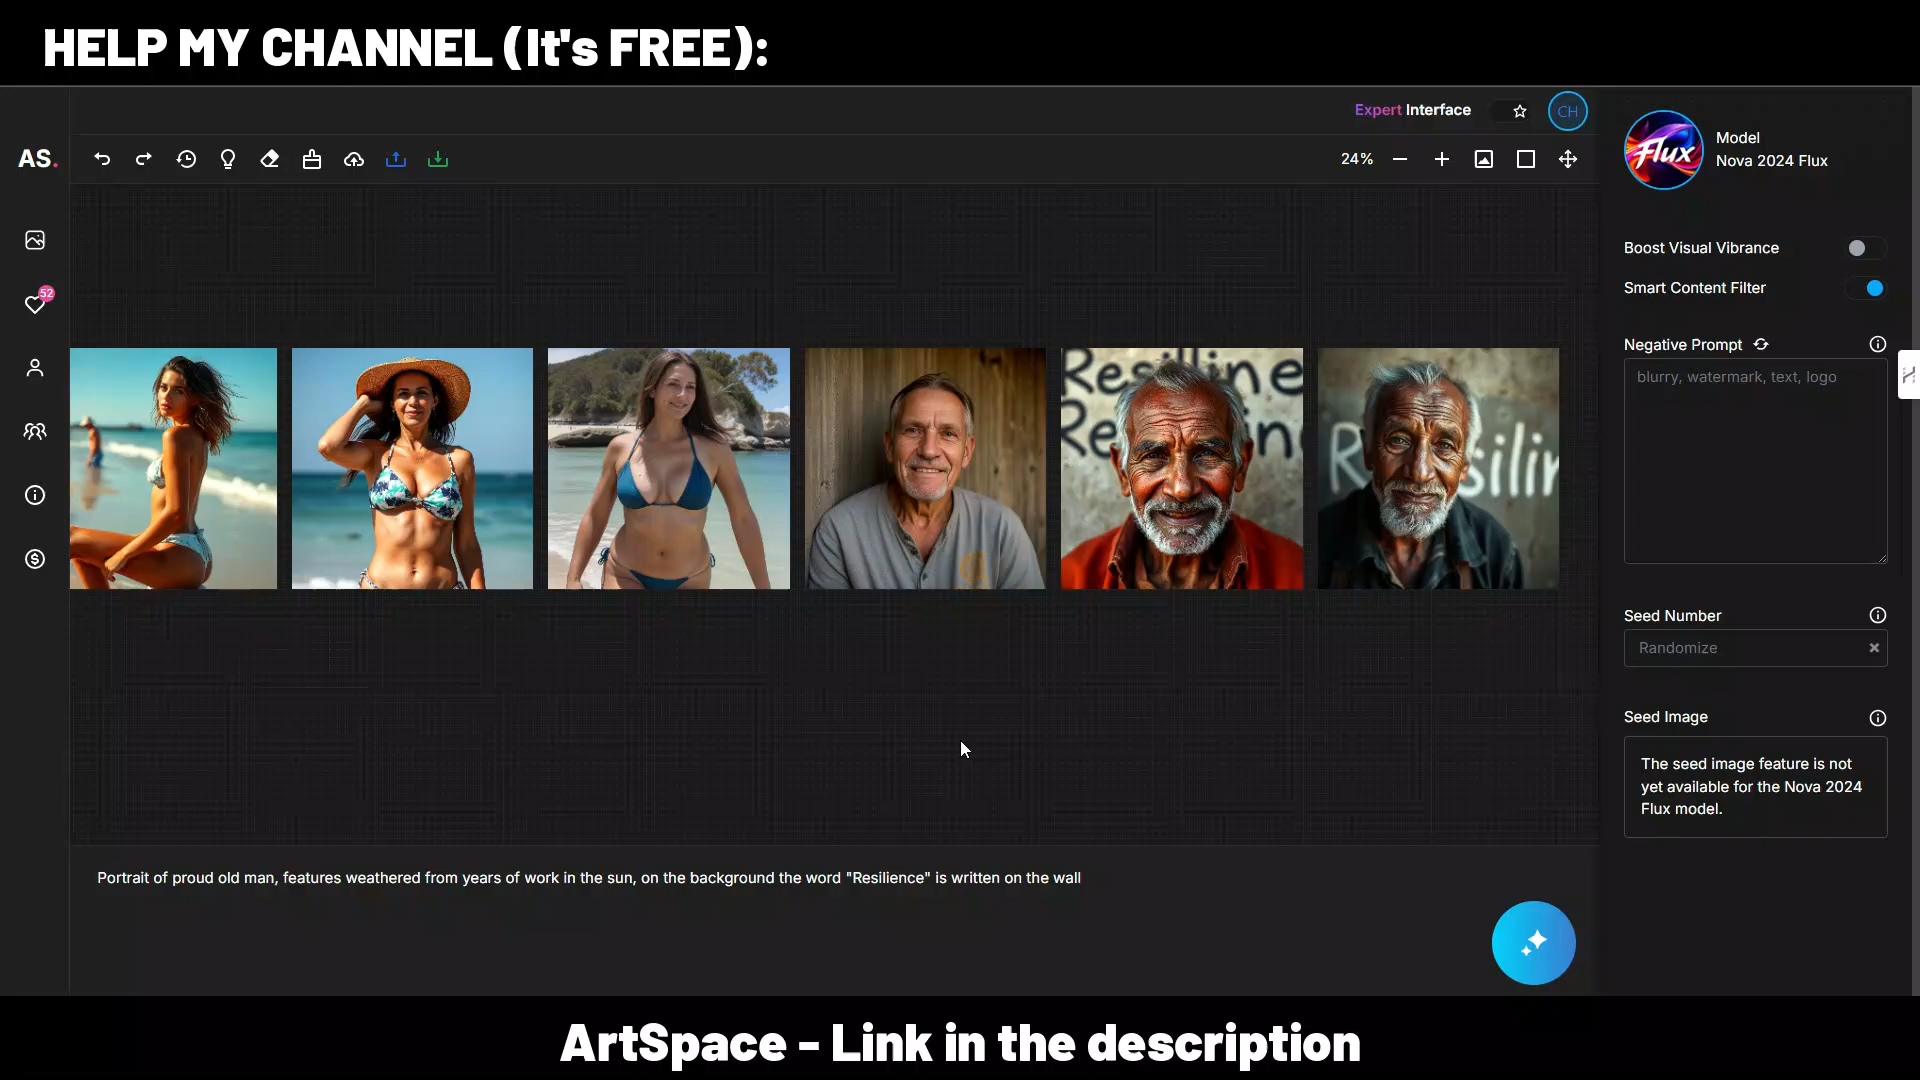 HELP MY CHANNEL (It's FREE):
Expert Interface
CH
AS.
24%
Flux
Model
Nova 2024 Flux
Boost Visual Vibrance
Smart Content Filter
52
Negative Prompt
blurry, watermark, text, logo
Resilline
Seed Number
Randomize
Seed Image
The seed image feature is not
yet available for the Nova 2024
Flux model.
Portrait of proud old man, features weathered from years of work in the sun, on the background the word "Resilience" is written on the wall
ArtSpace - Link in the description